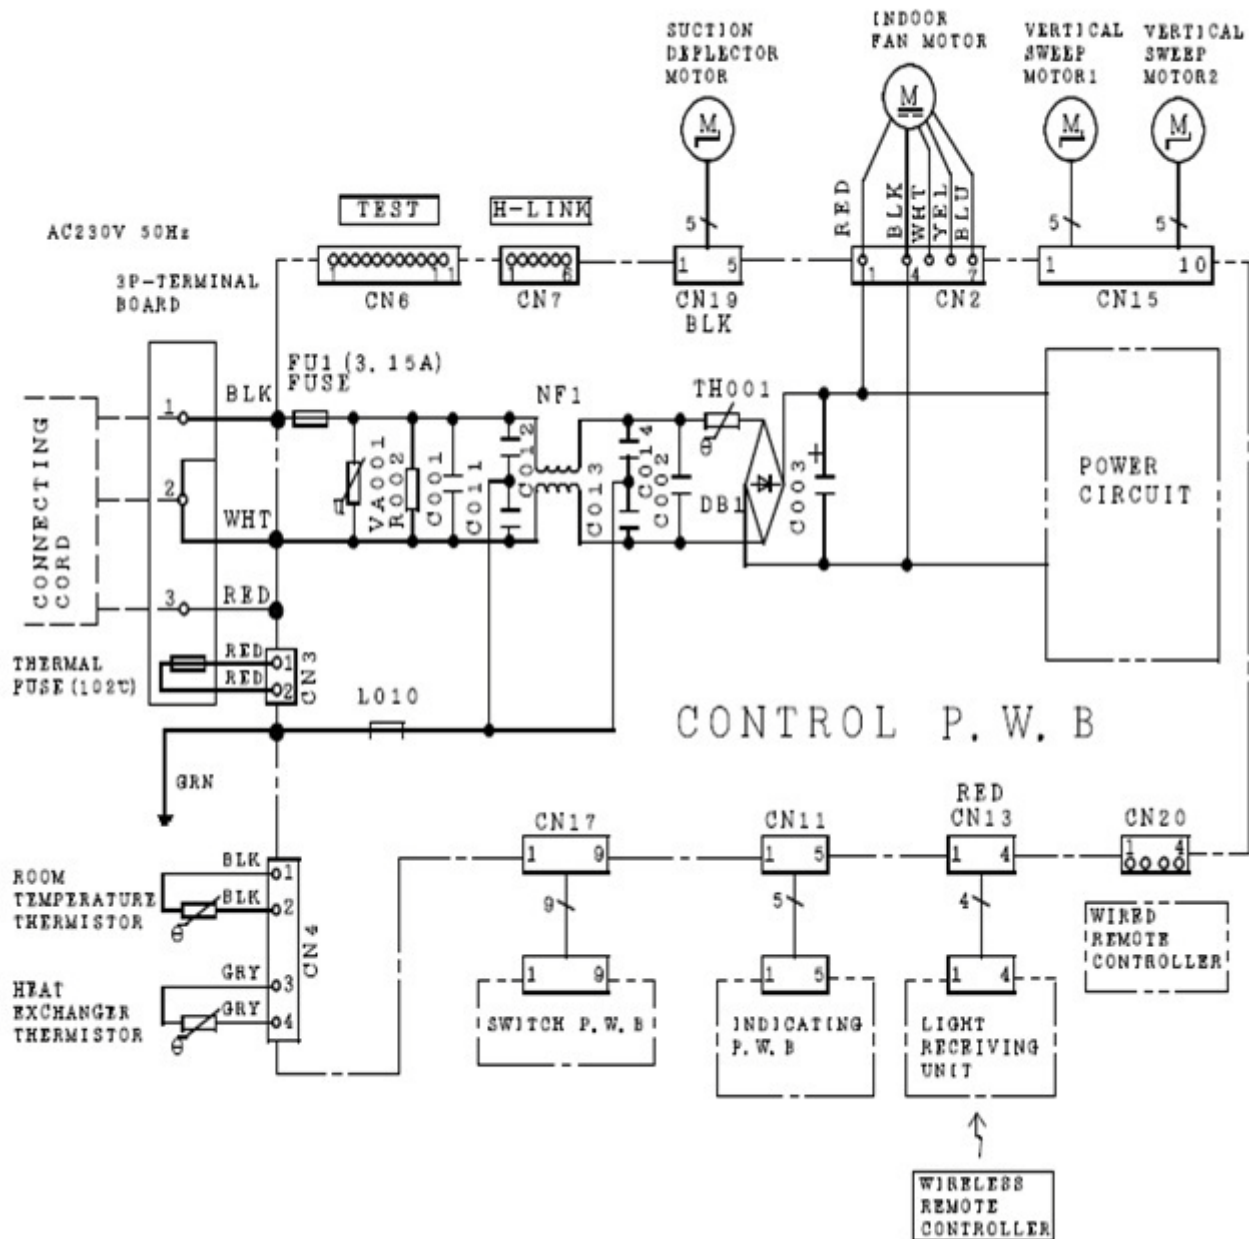 SUCTION
DEPLECTOR
MOTOR
INDOOR
FAN MOTOR
VERTICAL
SWEEP
MOTOR1
VERTICAL
SWEEP
MOTOR2
M
M
M
M
RED
BLK
WHT
YEL
BLU
TEST
H-LINK
AC230V 50Hz
5
5
5
1 11
CN6
1 6
CN7
1 5
CN19
BLK
1 4 7
CN2
1 10
CN15
3P-TERMINAL
BOARD
FU1 (3.15A)
FUSE
BLK
NF1
TH001
θ
1
2
3
WHT
RED
CONNECTING
CORD
VA001
R002
C001
C011
C012
C013
C014
C002
DB1
+
C003
POWER
CIRCUIT
THERMAL
FUSE (102℃)
RED
RED
1
2
CN3
L010
CONTROL P. W. B
GRN
ROOM
TEMPERATURE
THERMISTOR
BLK
BLK
θ
1
2
CN4
HEAT
EXCHANGER
THERMISTOR
GRY
GRY
θ
3
4
CN17
1 9
9
1 9
SWITCH P. W. B
CN11
1 5
5
1 5
INDICATING
P. W. B
RED
CN13
1 4
4
1 4
LIGHT
RECEIVING
UNIT
CN20
1 4
WIRED
REMOTE
CONTROLLER
WIRELESS
REMOTE
CONTROLLER